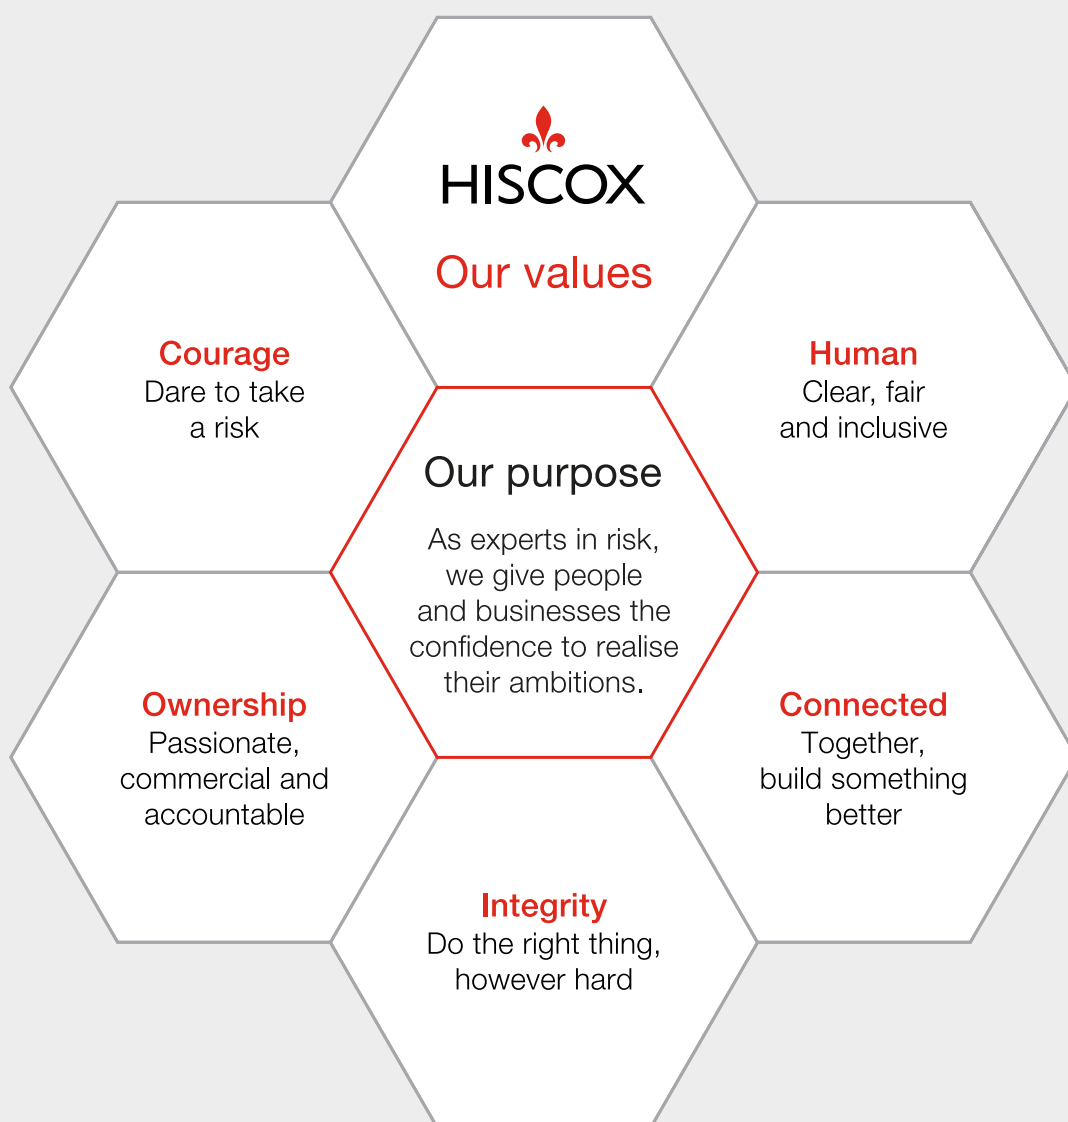 HISCOX
Our values
Courage
Dare to take
a risk
Human
Clear, fair
and inclusive
Our purpose
As experts in risk,
we give people
and businesses the
confidence to realise
their ambitions.
Ownership
Passionate,
commercial and
accountable
Connected
Together,
build something
better
Integrity
Do the right thing,
however hard